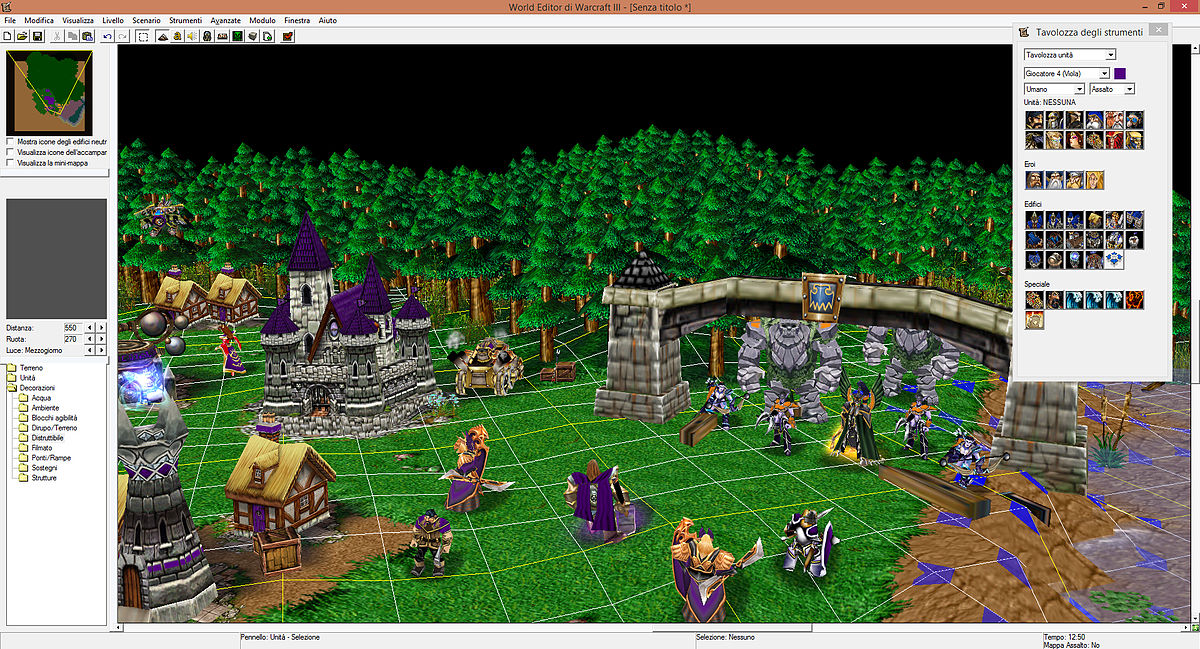 World Editor di Warcraft III - [Senza titolo *]
File Modifica Visualizza Livello Scenario Strumenti Avanzate Modulo Finestra Aiuto
Tavolozza degli strumenti
Tavolozza unità
Giocatore 4 (Viola)
Umano Assalto
Unità: NESSUNA
Eroi
Edifici
Speciale
Mostra icone degli edifici neutr
Visualizza icone dell'accampar
Visualizza la mini-mappa
Distanza: 550
Ruota: 270
Luce: Mezzogiorno
Terreno
Unità
Decorazioni
Acqua
Ambiente
Blocchi agibilità
Dirupo/Terreno
Distruttibile
Filmato
Ponti/Rampe
Sostegni
Strutture
Pennello: Unità - Selezione
Selezione: Nessuno
Tempo: 12:50
Mappa Assalto: No